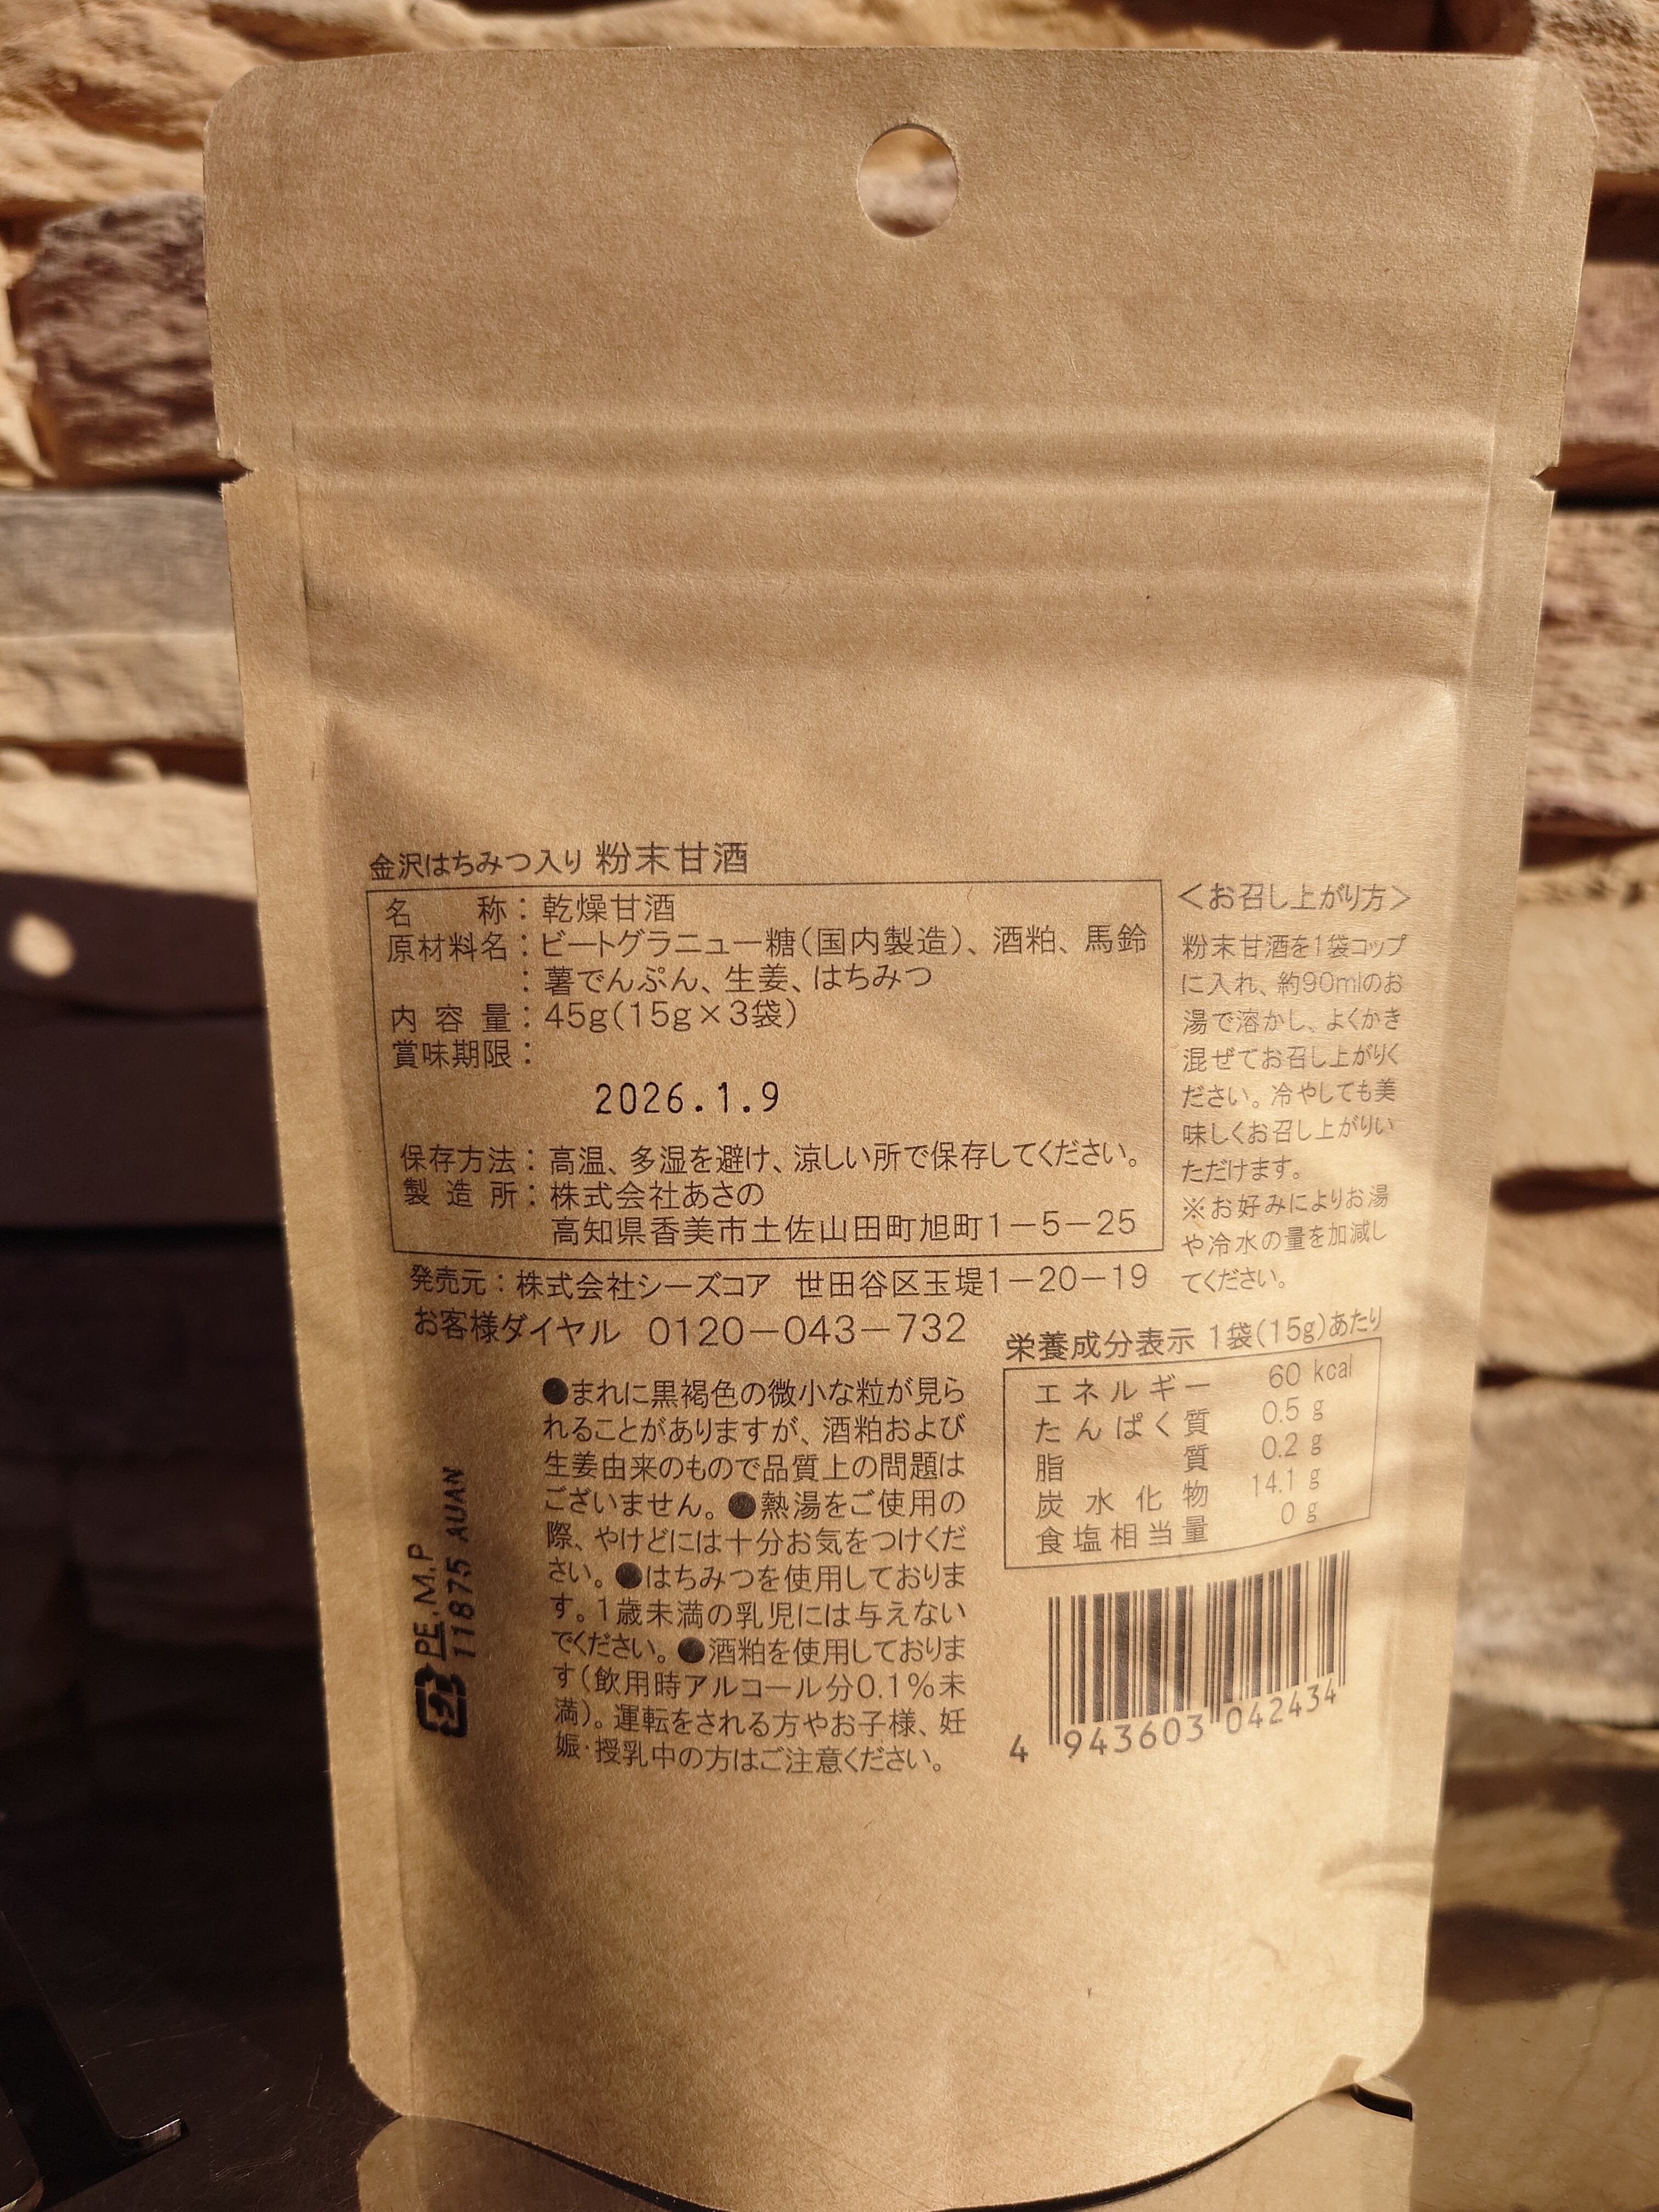 金沢はちみつ入り 粉末甘酒
名　　称：乾燥甘酒
原材料名：ビートグラニュー糖(国内製造)、酒粕、馬鈴
：薯でんぷん、生姜、はちみつ
内 容 量：45g(15g×3袋)
賞味期限：
2026.1.9
保存方法：高温、多湿を避け、涼しい所で保存してください。
製 造 所：株式会社あさの
高知県香美市土佐山田町旭町1－5－25
発売元：株式会社シーズコア　世田谷区玉堤1－20－19
お客様ダイヤル　0120－043－732
＜お召し上がり方＞
粉末甘酒を1袋コップ
に入れ、約90mlのお
湯で溶かし、よくかき
混ぜてお召し上がりく
ださい。冷やしても美
味しくお召し上がりい
ただけます。
※お好みによりお湯
や冷水の量を加減し
てください。
栄養成分表示 1袋(15g)あたり
エネルギー　60 kcal
たんぱく質　0.5 g
脂　　質　0.2 g
炭水化物　14.1 g
食塩相当量　0 g
●まれに黒褐色の微小な粒が見ら
れることがありますが、酒粕および
生姜由来のもので品質上の問題は
ございません。●熱湯をご使用の
際、やけどには十分お気をつけくだ
さい。●はちみつを使用しておりま
す。1歳未満の乳児には与えない
でください。●酒粕を使用しておりま
す(飲用時アルコール分0.1％未
満)。運転をされる方やお子様、妊
娠・授乳中の方はご注意ください。
PE,M,P
11875 AUAN
4 943603 042434